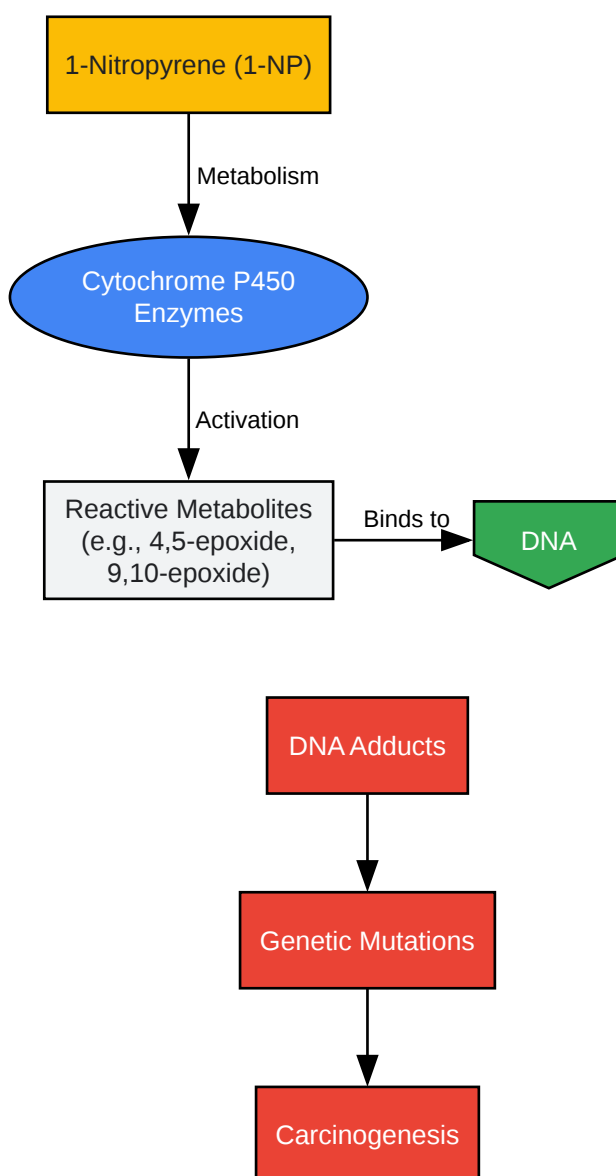 1-Nitropyrene (1-NP)
Metabolism
Cytochrome P450
Enzymes
Activation
Reactive Metabolites
(e.g., 4,5-epoxide,
9,10-epoxide)
Binds to
DNA
DNA Adducts
Genetic Mutations
Carcinogenesis